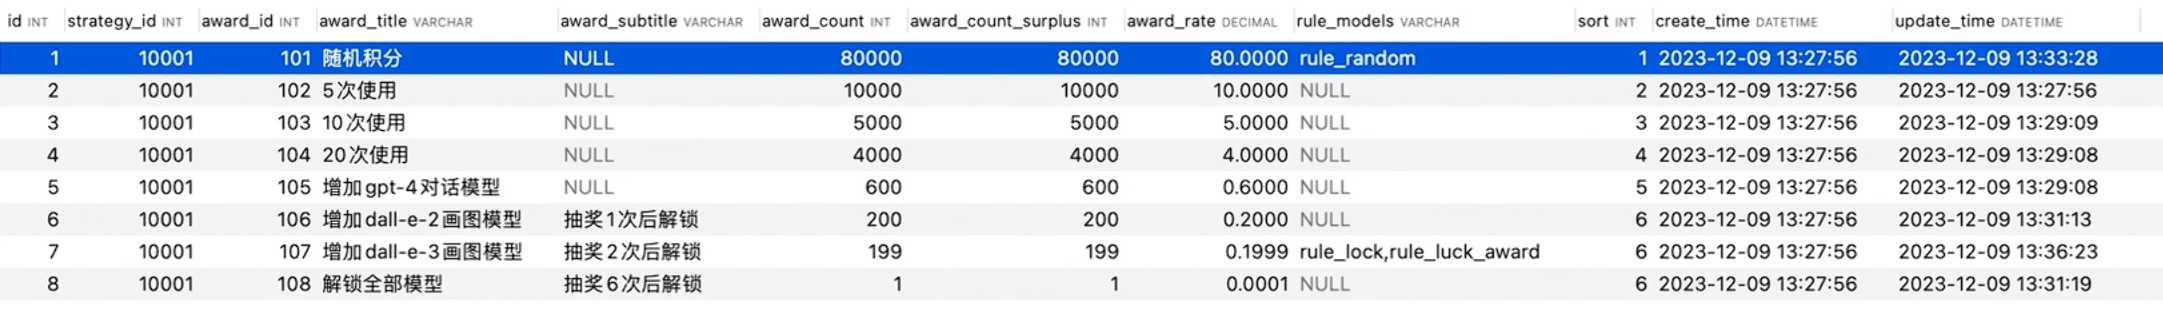 id INT strategy_id INT award_id INT award_title VARCHAR award_subtitle VARCHAR award_count INT award_count_surplus INT award_rate DECIMAL rule_models VARCHAR sort INT create_time DATETIME update_time DATETIME
1 10001 101 随机积分 NULL 80000 80000 80.0000 rule_random 1 2023-12-09 13:27:56 2023-12-09 13:33:28
2 10001 102 5次使用 NULL 10000 10000 10.0000 NULL 2 2023-12-09 13:27:56 2023-12-09 13:27:56
3 10001 103 10次使用 NULL 5000 5000 5.0000 NULL 3 2023-12-09 13:27:56 2023-12-09 13:29:09
4 10001 104 20次使用 NULL 4000 4000 4.0000 NULL 4 2023-12-09 13:27:56 2023-12-09 13:29:08
5 10001 105 增加gpt-4对话模型 NULL 600 600 0.6000 NULL 5 2023-12-09 13:27:56 2023-12-09 13:29:08
6 10001 106 增加dall-e-2画图模型 抽奖1次后解锁 200 200 0.2000 NULL 6 2023-12-09 13:27:56 2023-12-09 13:31:13
7 10001 107 增加dall-e-3画图模型 抽奖2次后解锁 199 199 0.1999 rule_lock,rule_luck_award 6 2023-12-09 13:27:56 2023-12-09 13:36:23
8 10001 108 解锁全部模型 抽奖6次后解锁 1 1 0.0001 NULL 6 2023-12-09 13:27:56 2023-12-09 13:31:19